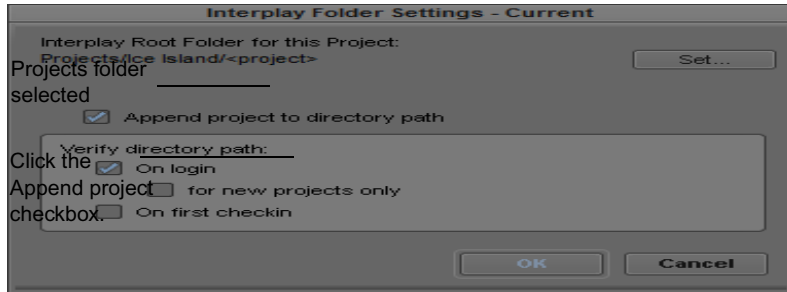 Interplay Folder Settings - Current
Interplay Root Folder for this Project:
Projects/Ice Island/<project>
Set...
Projects folder
selected
Append project to directory path
Verify directory path:
Click the
On login
Append project
for new projects only
checkbox.
On first checkin
OK
Cancel